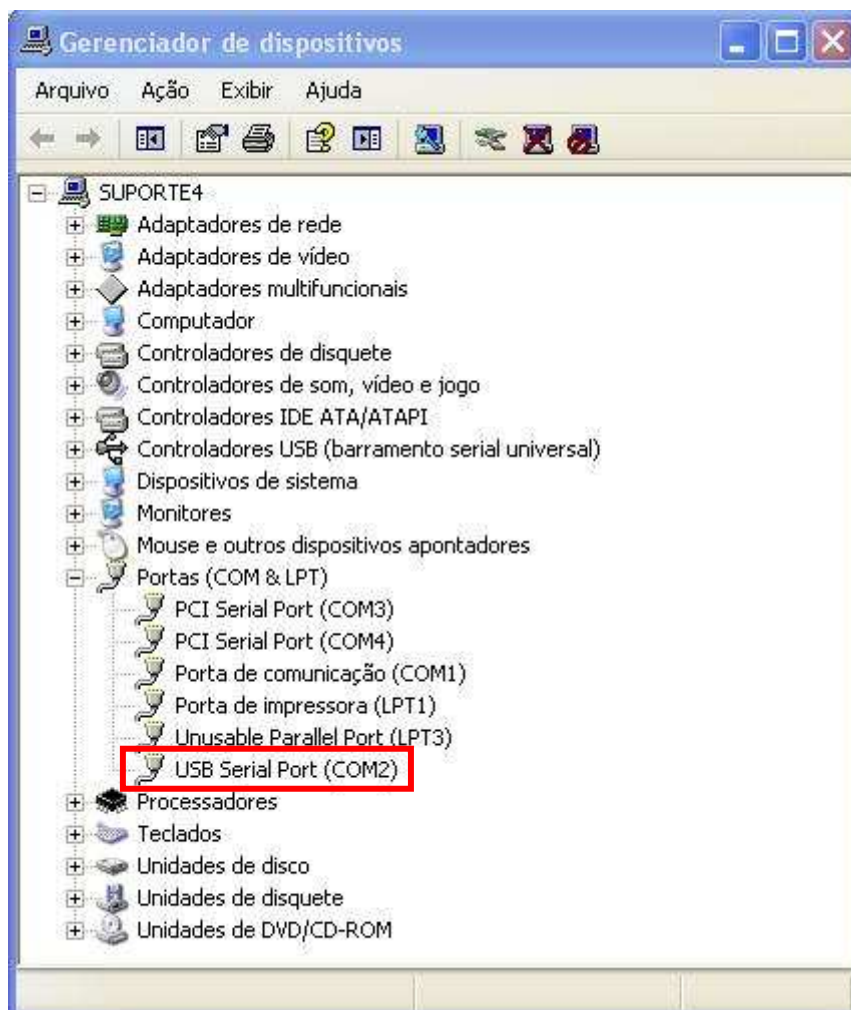 Gerenciador de dispositivos
Arquivo Ação Exibir Ajuda
SUPORTE4
Adaptadores de rede
Adaptadores de vídeo
Adaptadores multifuncionais
Computador
Controladores de disquete
Controladores de som, vídeo e jogo
Controladores IDE ATA/ATAPI
Controladores USB (barramento serial universal)
Dispositivos de sistema
Monitores
Mouse e outros dispositivos apontadores
Portas (COM & LPT)
PCI Serial Port (COM3)
PCI Serial Port (COM4)
Porta de comunicação (COM1)
Porta de impressora (LPT1)
Unusable Parallel Port (LPT3)
USB Serial Port (COM2)
Processadores
Teclados
Unidades de disco
Unidades de disquete
Unidades de DVD/CD-ROM